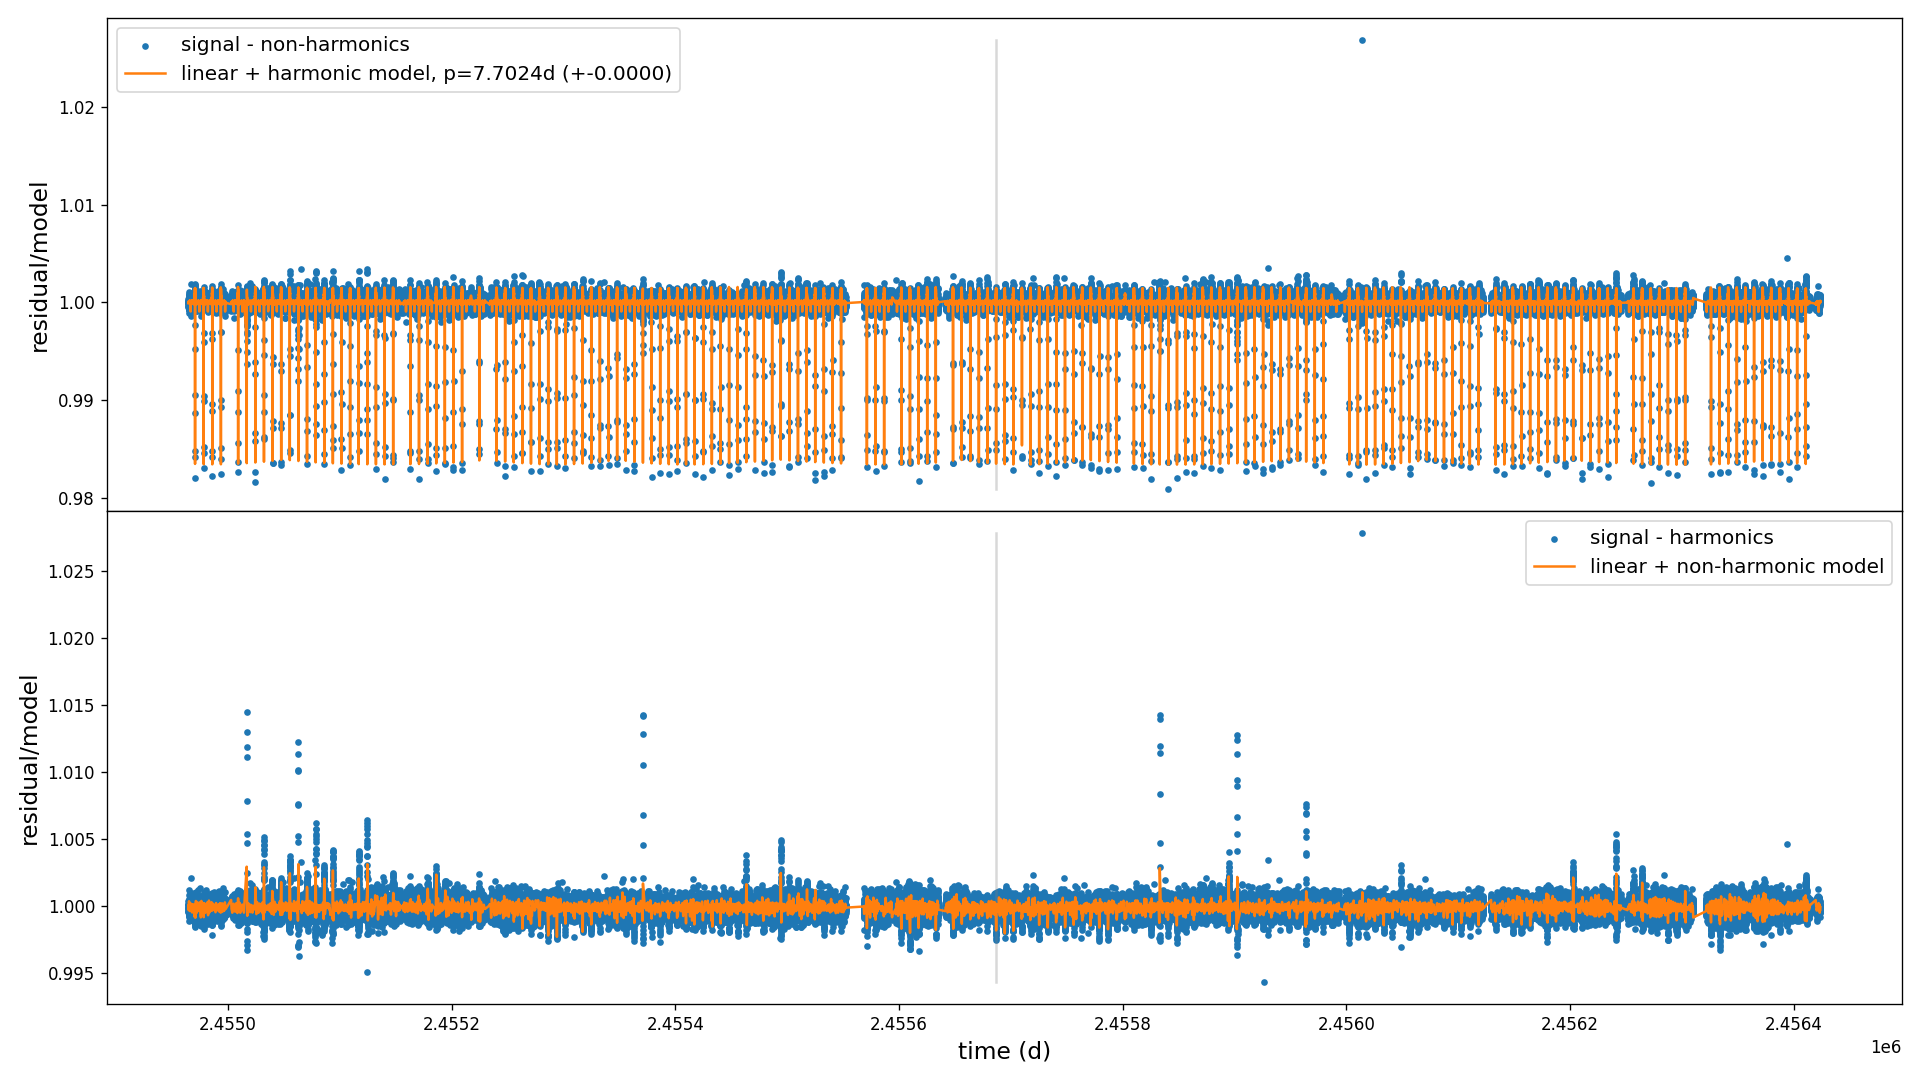 signal - non-harmonics
linear + harmonic model, p=7.7024d (+-0.0000)
residual/model
1.02
1.01
1.00
0.99
0.98
signal - harmonics
linear + non-harmonic model
residual/model
1.025
1.020
1.015
1.010
1.005
1.000
0.995
2.4550 2.4552 2.4554 2.4556 2.4558 2.4560 2.4562 2.4564
time (d)
1e6